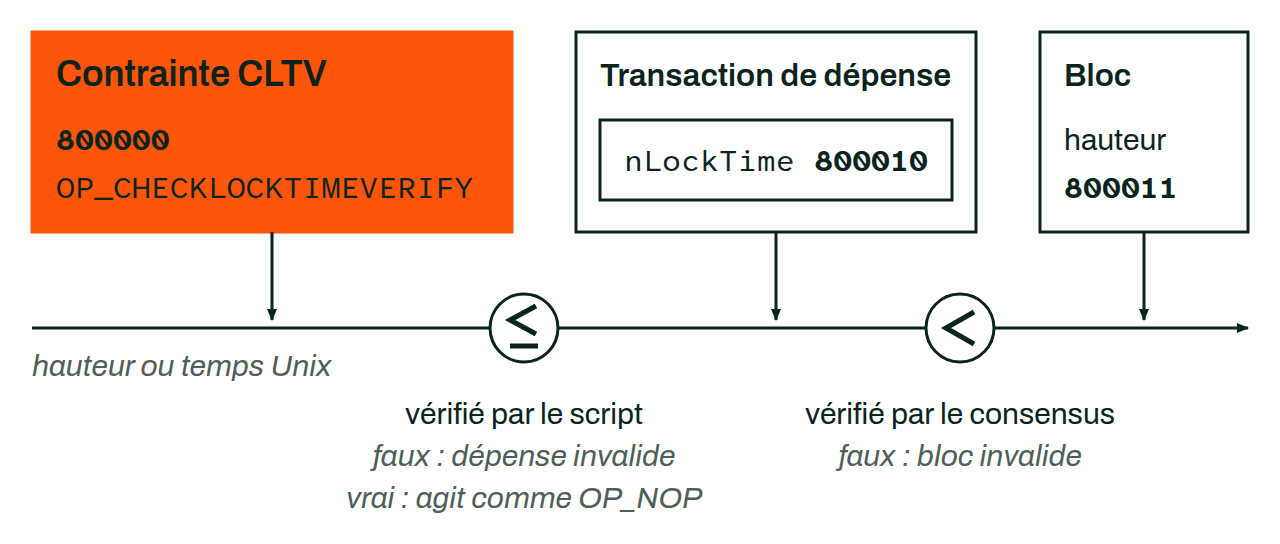 Contrainte CLTV
800000
OP_CHECKLOCKTIMEVERIFY
Transaction de dépense
nLockTime 800010
Bloc
hauteur
800011
≤
<
hauteur ou temps Unix
vérifié par le script
faux : dépense invalide
vrai : agit comme OP_NOP
vérifié par le consensus
faux : bloc invalide